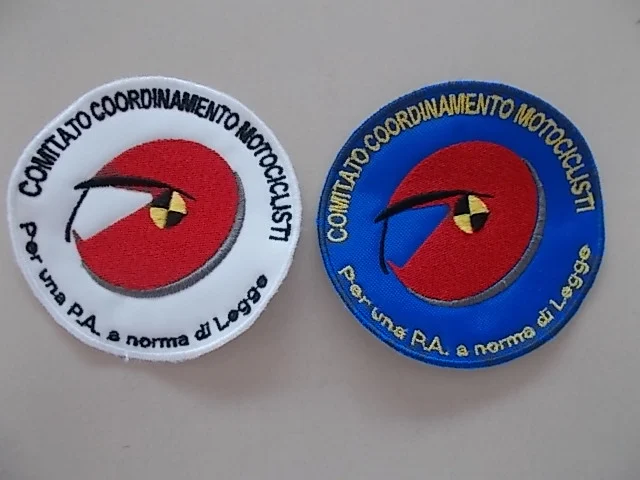 COMITATO COORDINAMENTO MOTOCICLISTI
Per una P.A. a norma di Legge
COMITATO COORDINAMENTO MOTOCICLISTI
Per una P.A. a norma di Legge